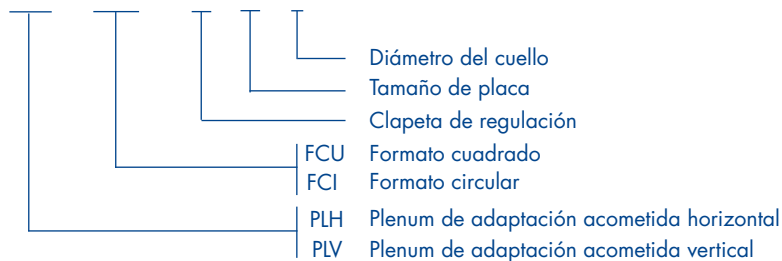 Diámetro del cuello
Tamaño de placa
Clapeta de regulación
FCU Formato cuadrado
FCI Formato circular
PLH Plenum de adaptación acometida horizontal
PLV Plenum de adaptación acometida vertical